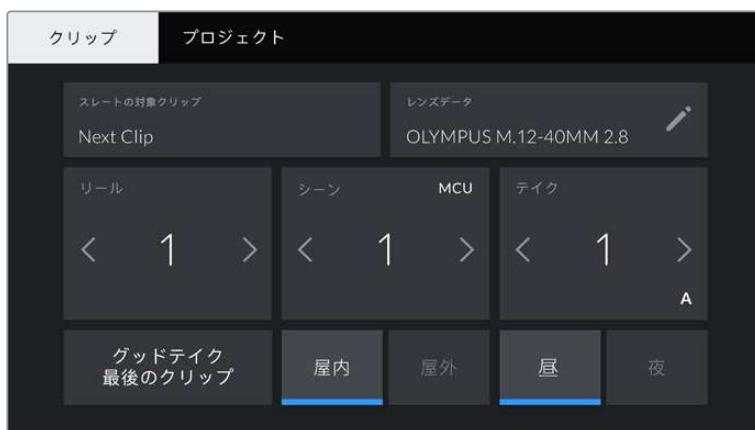 クリップ
プロジェクト
スレートの対象クリップ
Next Clip
レンズデータ
OLYMPUS M.12-40MM 2.8
リール
1
シーン
MCU
1
テイク
1
A
グッドテイク
最後のクリップ
屋内
屋外
昼
夜